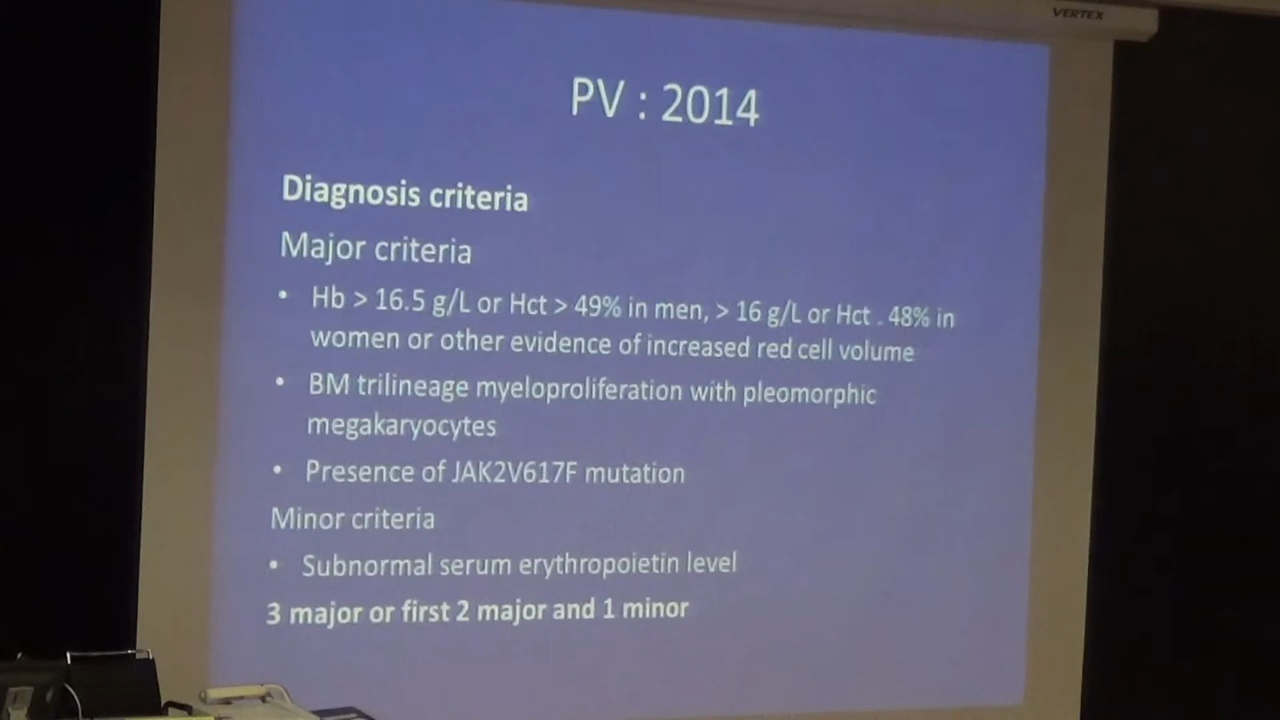 VERTEX
PV : 2014
Diagnosis criteria
Major criteria
• Hb > 16.5 g/L or Hct > 49% in men, > 16 g/L or Hct . 48% in
women or other evidence of increased red cell volume
• BM trilineage myeloproliferation with pleomorphic
megakaryocytes
• Presence of JAK2V617F mutation
Minor criteria
• Subnormal serum erythropoietin level
3 major or first 2 major and 1 minor